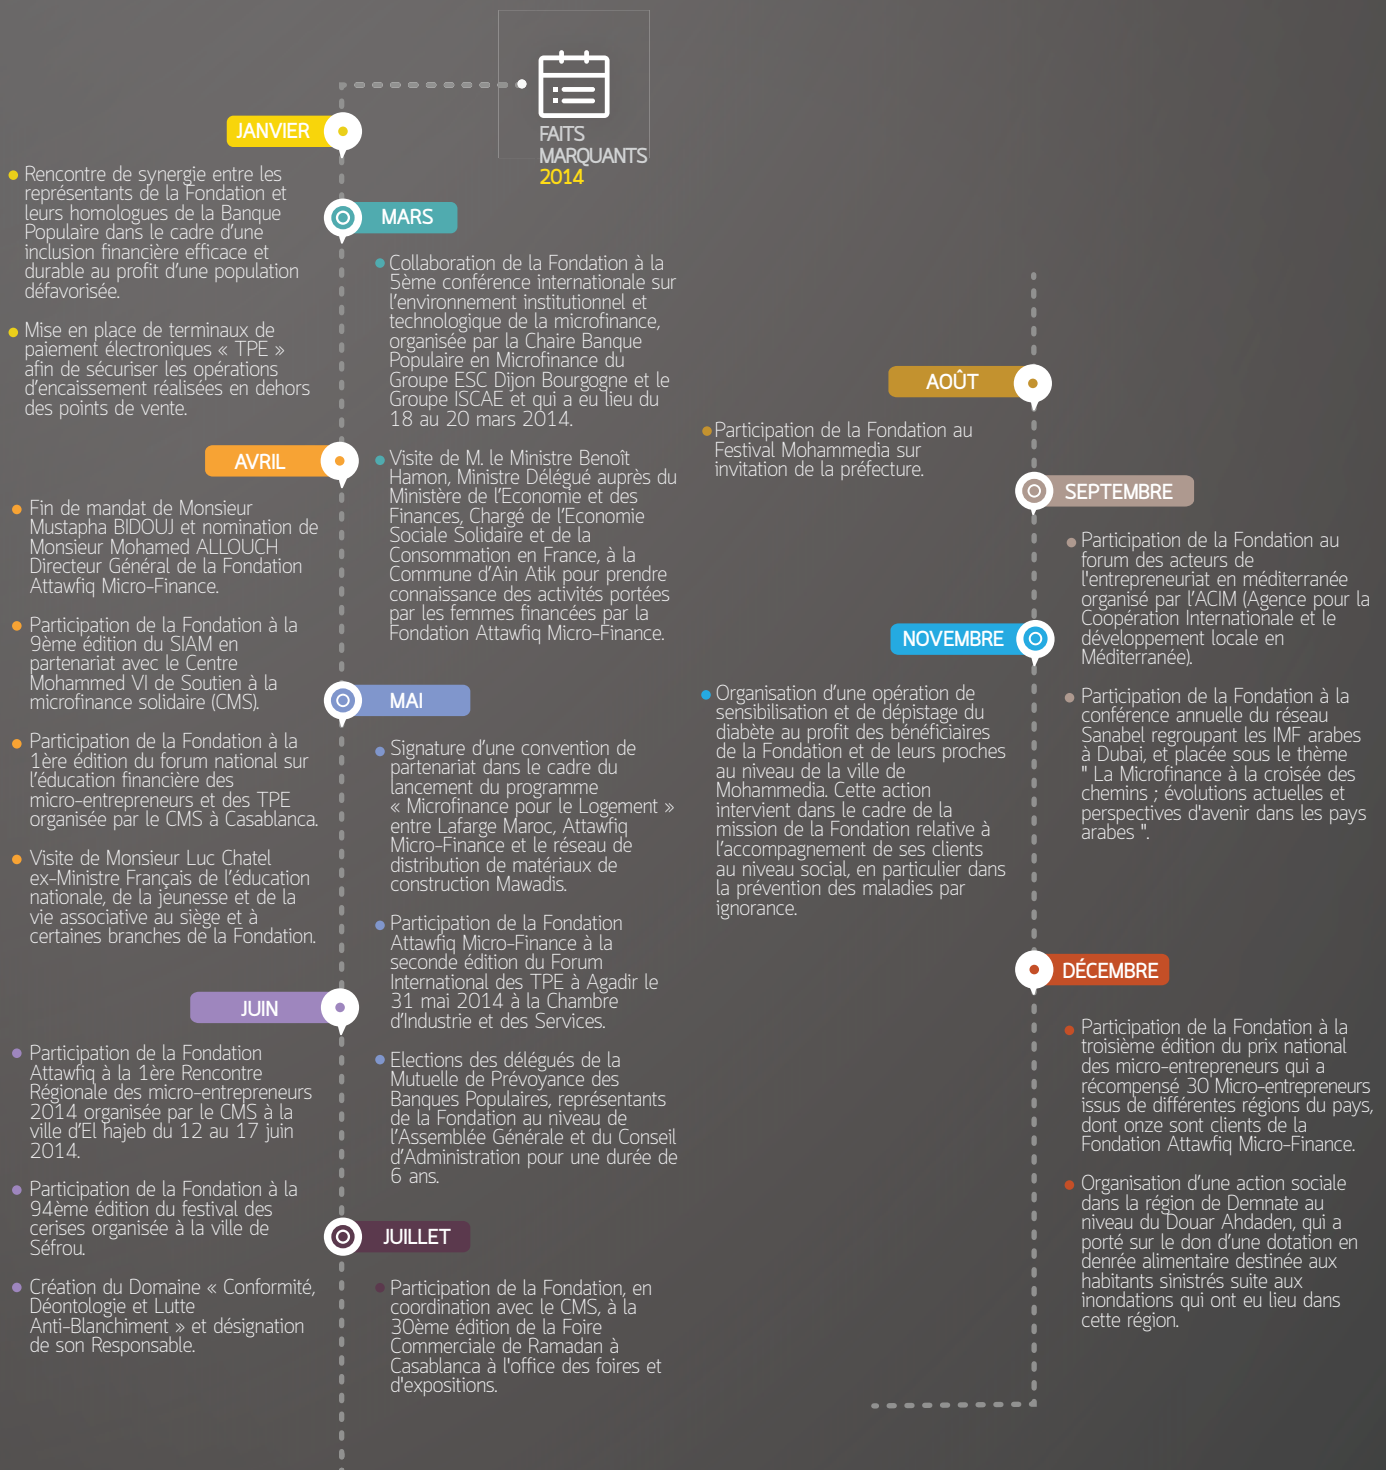 FAITS
MARQUANTS
2014
JANVIER
Rencontre de synergie entre les
représentants de la Fondation et
leurs homologues de la Banque
Populaire dans le cadre d’une
inclusion financière efficace et
durable au profit d’une population
défavorisée.
Mise en place de terminaux de
paiement électroniques « TPE »
afin de sécuriser les opérations
d’encaissement réalisées en dehors
des points de vente.
MARS
Collaboration de la Fondation à la
5ème conférence internationale sur
l’environnement institutionnel et
technologique de la microfinance,
organisée par la Chaire Banque
Populaire en Microfinance du
Groupe ESC Dijon Bourgogne et le
Groupe ISCAE et qui a eu lieu du
18 au 20 mars 2014.
Visite de M. le Ministre Benoît
Hamon, Ministre Délégué auprès du
Ministère de l’Economie et des
Finances, Chargé de l’Economie
Sociale Solidaire et de la
Consommation en France, à la
Commune d’Ain Atik pour prendre
connaissance des activités portées
par les femmes financées par la
Fondation Attawfiq Micro-Finance.
AVRIL
Fin de mandat de Monsieur
Mustapha BIDOUJ et nomination de
Monsieur Mohamed ALLOUCH
Directeur Général de la Fondation
Attawfiq Micro-Finance.
Participation de la Fondation à la
9ème édition du SIAM en
partenariat avec le Centre
Mohammed VI de Soutien à la
microfinance solidaire (CMS).
Participation de la Fondation à la
1ère édition du forum national sur
l’éducation financière des
micro-entrepreneurs et des TPE
organisée par le CMS à Casablanca.
Visite de Monsieur Luc Chatel
ex-Ministre Français de l’éducation
nationale, de la jeunesse et de la
vie associative au siège et à
certaines branches de la Fondation.
MAI
Signature d’une convention de
partenariat dans le cadre du
lancement du programme
« Microfinance pour le Logement »
entre Lafarge Maroc, Attawfiq
Micro-Finance et le réseau de
distribution de matériaux de
construction Mawadis.
Participation de la Fondation
Attawfiq Micro-Finance à la
seconde édition du Forum
International des TPE à Agadir le
31 mai 2014 à la Chambre
d’Industrie et des Services.
Elections des délégués de la
Mutuelle de Prévoyance des
Banques Populaires, représentants
de la Fondation au niveau de
l’Assemblée Générale et du Conseil
d’Administration pour une durée de
6 ans.
JUIN
Participation de la Fondation
Attawfiq à la 1ère Rencontre
Régionale des micro-entrepreneurs
2014 organisée par le CMS à la
ville d’El hajeb du 12 au 17 juin
2014.
Participation de la Fondation à la
94ème édition du festival des
cerises organisée à la ville de
Séfrou.
Création du Domaine « Conformité,
Déontologie et Lutte
Anti-Blanchiment » et désignation
de son Responsable.
JUILLET
Participation de la Fondation, en
coordination avec le CMS, à la
30ème édition de la Foire
Commerciale de Ramadan à
Casablanca à l'office des foires et
d'expositions.
AOÛT
Participation de la Fondation au
Festival Mohammedia sur
invitation de la préfecture.
SEPTEMBRE
Participation de la Fondation au
forum des acteurs de
l'entrepreneuriat en méditerranée
organisé par l’ACIM (Agence pour la
Coopération Internationale et le
développement locale en
Méditerranée).
Participation de la Fondation à la
conférence annuelle du réseau
Sanabel regroupant les IMF arabes
à Dubai, et placée sous le thème
" La Microfinance à la croisée des
chemins ; évolutions actuelles et
perspectives d'avenir dans les pays
arabes ".
NOVEMBRE
Organisation d’une opération de
sensibilisation et de dépistage du
diabète au profit des bénéficiaires
de la Fondation et de leurs proches
au niveau de la ville de
Mohammedia. Cette action
intervient dans le cadre de la
mission de la Fondation relative à
l’accompagnement de ses clients
au niveau social, en particulier dans
la prévention des maladies par
ignorance.
DÉCEMBRE
Participation de la Fondation à la
troisième édition du prix national
des micro-entrepreneurs qui a
récompensé 30 Micro-entrepreneurs
issus de différentes régions du pays,
dont onze sont clients de la
Fondation Attawfiq Micro-Finance.
Organisation d’une action sociale
dans la région de Demnate au
niveau du Douar Ahdaden, qui a
porté sur le don d’une dotation en
denrée alimentaire destinée aux
habitants sinistrés suite aux
inondations qui ont eu lieu dans
cette région.